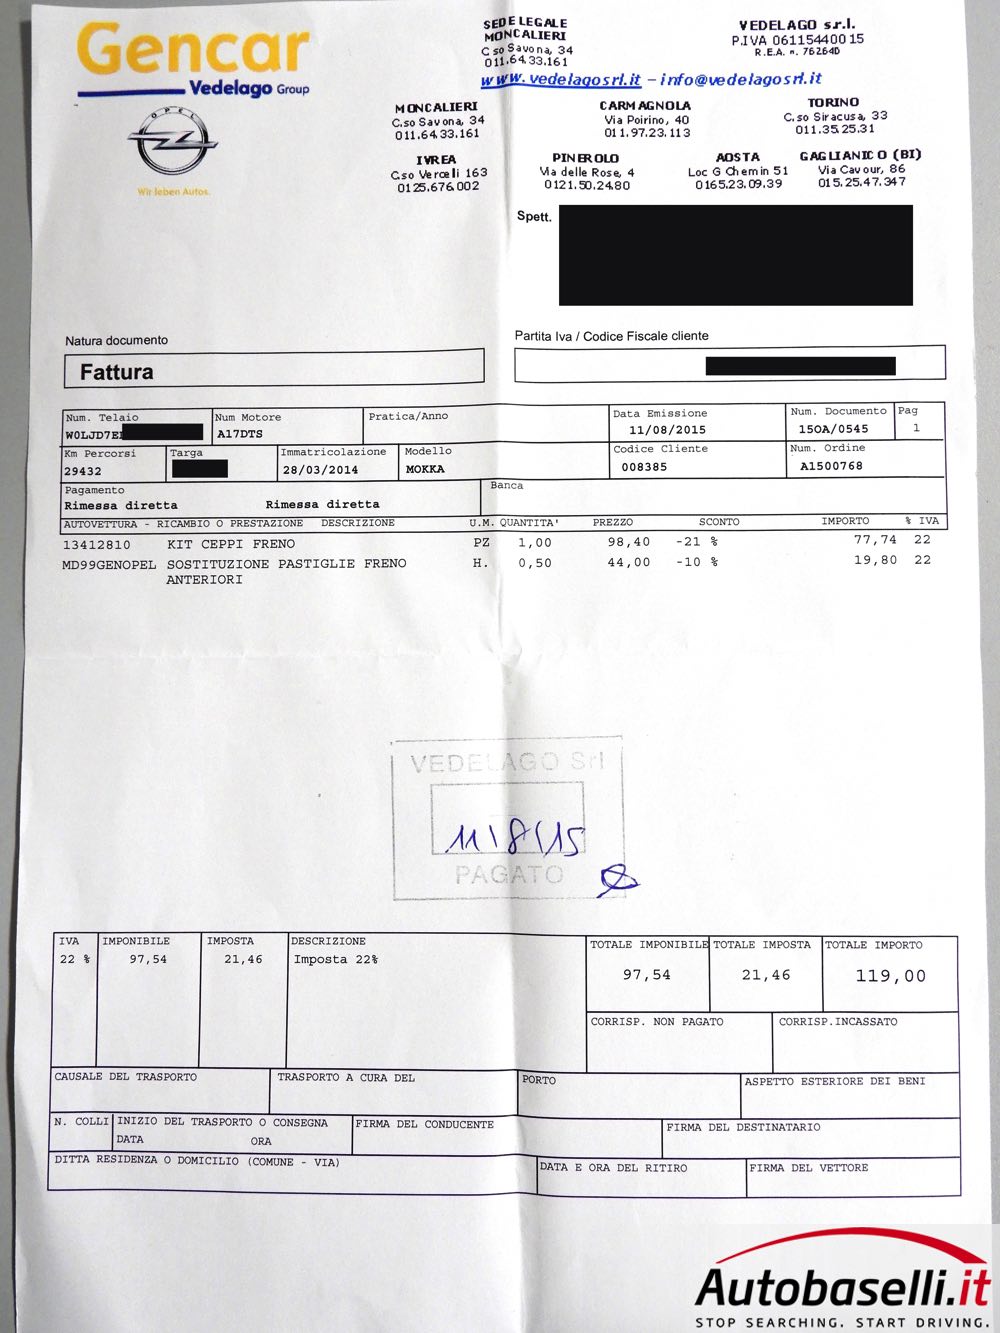 Gencar
Vedelago Group
OPEL
Wir leben Autos.
SEDE LEGALE
MONCALIERI
C so Savona, 34
011.64.33.161
VEDELAGO s.r.l.
P.IVA 06115440015
R.E.A. n. 76264D
www.vedelagosrl.it – info@vedelagosrl.it
MONCALIERI
C.so Savona, 34
011.64.33.161
CARMAGNOLA
Via Poirino, 40
011.97.23.113
TORINO
C.so Siracusa, 33
011.35.25.31
IVREA
C.so Vercelli 163
0125.676.002
PINEROLO
Via delle Rose, 4
0121.50.24.80
AOSTA
Loc G Chemin 51
0165.23.09.39
GAGLIANICO (BI)
Via Cavour, 86
015.25.47.347
Spett.
Natura documento
Fattura
Partita Iva / Codice Fiscale cliente
Num. Telaio Num Motore Pratica/Anno Data Emissione Num. Documento Pag
W0LJD7E A17DTS 11/08/2015 15OA/0545 1
Km Percorsi Targa Immatricolazione Modello Codice Cliente Num. Ordine
29432 28/03/2014 MOKKA 008385 A1500768
Pagamento Banca
Rimessa diretta Rimessa diretta
AUTOVETTURA - RICAMBIO O PRESTAZIONE DESCRIZIONE U.M. QUANTITA' PREZZO SCONTO IMPORTO % IVA
13412810 KIT CEPPI FRENO PZ 1,00 98,40 -21 % 77,74 22
MD99GENOPEL SOSTITUZIONE PASTIGLIE FRENO H. 0,50 44,00 -10 % 19,80 22
ANTERIORI
VEDELAGO Srl
11\8\15
PAGATO
IVA IMPONIBILE IMPOSTA DESCRIZIONE TOTALE IMPONIBILE TOTALE IMPOSTA TOTALE IMPORTO
22 % 97,54 21,46 Imposta 22% 97,54 21,46 119,00
CORRISP. NON PAGATO CORRISP.INCASSATO
CAUSALE DEL TRASPORTO TRASPORTO A CURA DEL PORTO ASPETTO ESTERIORE DEI BENI
N. COLLI INIZIO DEL TRASPORTO O CONSEGNA FIRMA DEL CONDUCENTE FIRMA DEL DESTINATARIO
DATA ORA
DITTA RESIDENZA O DOMICILIO (COMUNE - VIA) DATA E ORA DEL RITIRO FIRMA DEL VETTORE
Autobaselli.it
STOP SEARCHING. START DRIVING.